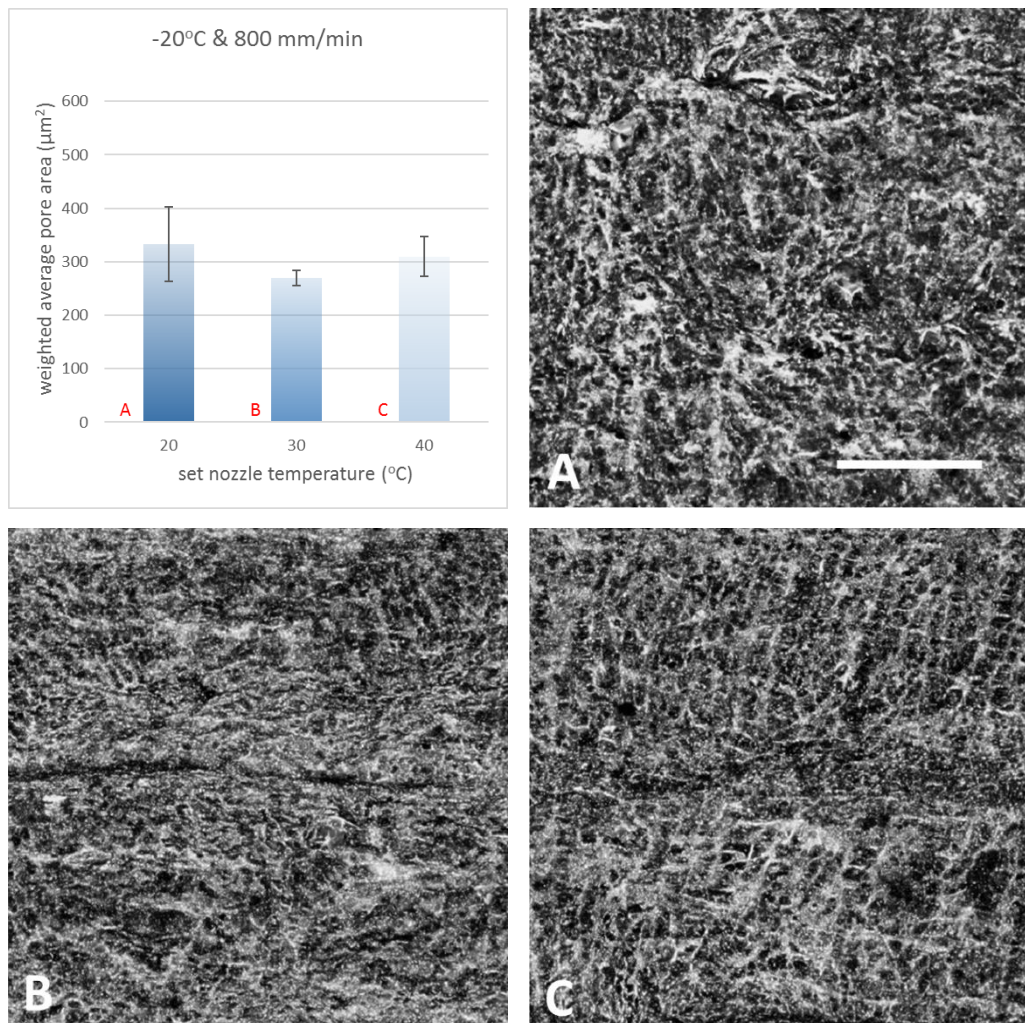 -20°C & 800 mm/min
weighted average pore area (µm²)
600
500
400
300
200
100
0
A
B
C
20
30
40
set nozzle temperature (°C)
A
B
C